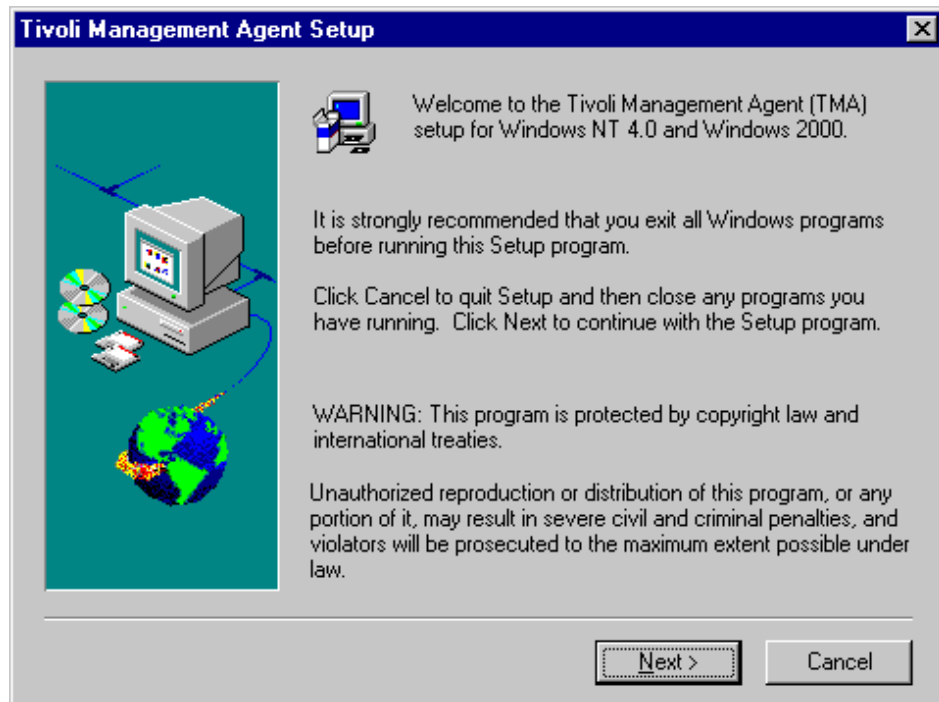 Tivoli Management Agent Setup
Welcome to the Tivoli Management Agent (TMA)
setup for Windows NT 4.0 and Windows 2000.
It is strongly recommended that you exit all Windows programs
before running this Setup program.
Click Cancel to quit Setup and then close any programs you
have running.  Click Next to continue with the Setup program.
WARNING: This program is protected by copyright law and
international treaties.
Unauthorized reproduction or distribution of this program, or any
portion of it, may result in severe civil and criminal penalties, and
violators will be prosecuted to the maximum extent possible under
law.
Next >
Cancel